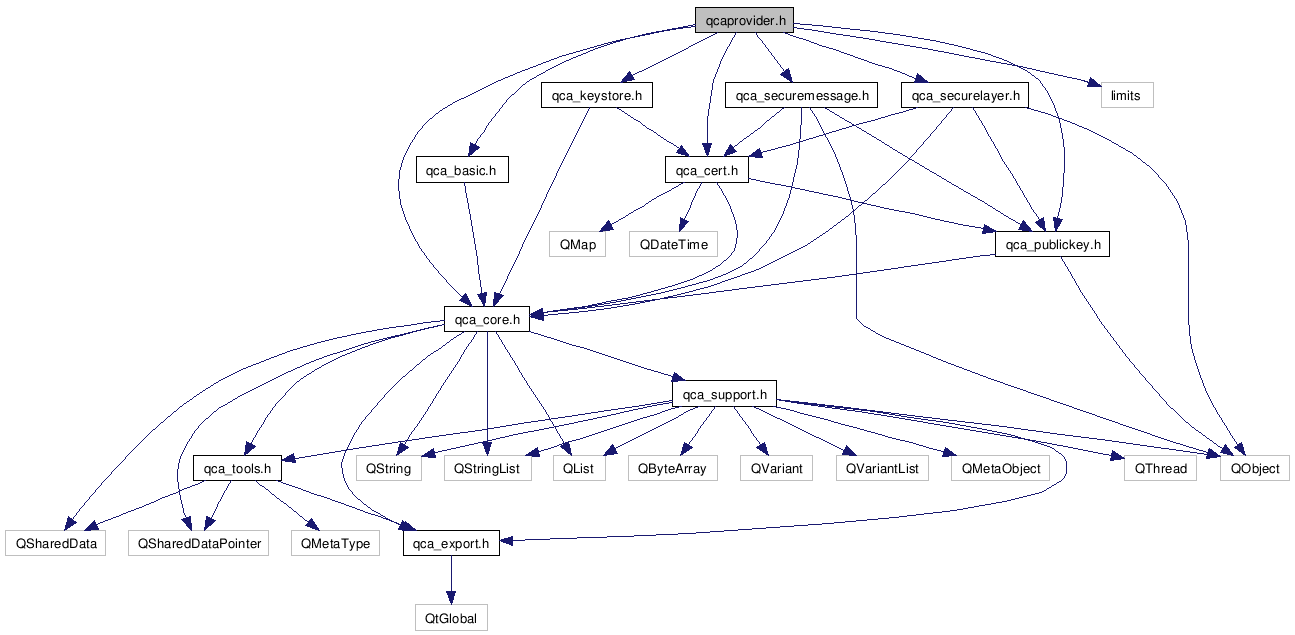 qcaprovider.h
qca_keystore.h
qca_securemessage.h
qca_securelayer.h
limits
qca_basic.h
qca_cert.h
QMap
QDateTime
qca_publickey.h
qca_core.h
qca_support.h
qca_tools.h
QString
QStringList
QList
QByteArray
QVariant
QVariantList
QMetaObject
QThread
QObject
QSharedData
QSharedDataPointer
QMetaType
qca_export.h
QtGlobal